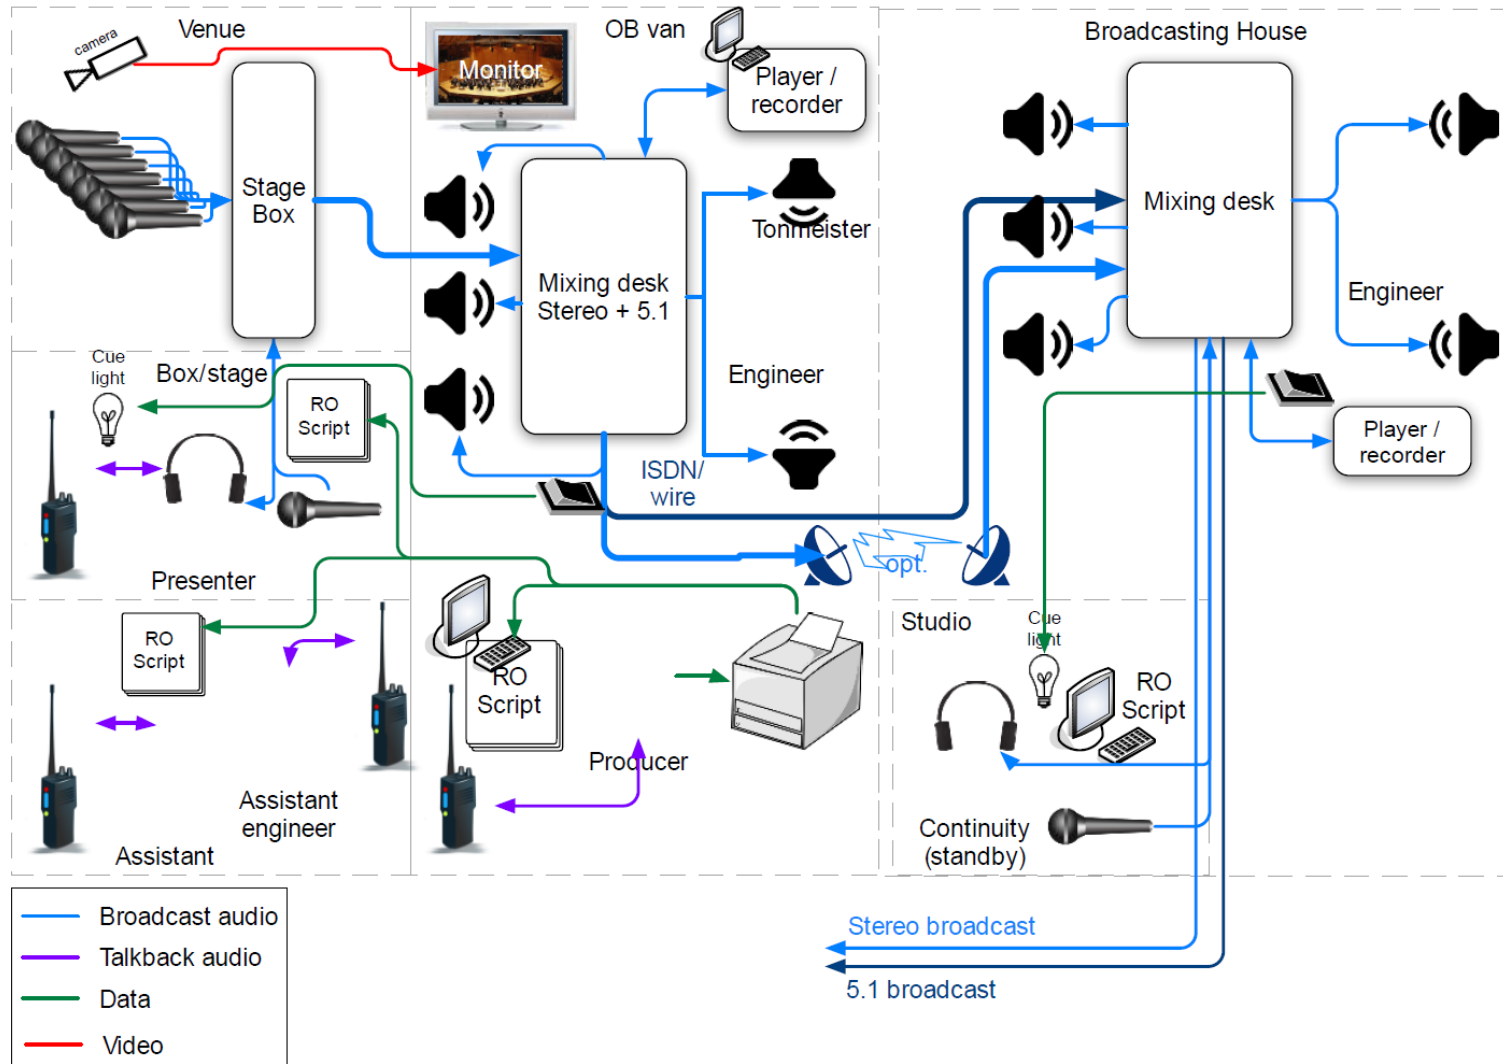 Venue
camera
Stage
Box
OB van
Monitor
Player /
recorder
Mixing desk
Stereo + 5.1
Tonmeister
Engineer
ISDN/
wire
opt.
Broadcasting House
Mixing desk
Engineer
Player /
recorder
Cue
light
Box/stage
RO
Script
Presenter
RO
Script
Assistant
engineer
Assistant
RO
Script
Producer
Studio
Cue
light
RO
Script
Continuity
(standby)
Broadcast audio
Talkback audio
Data
Video
Stereo broadcast
5.1 broadcast